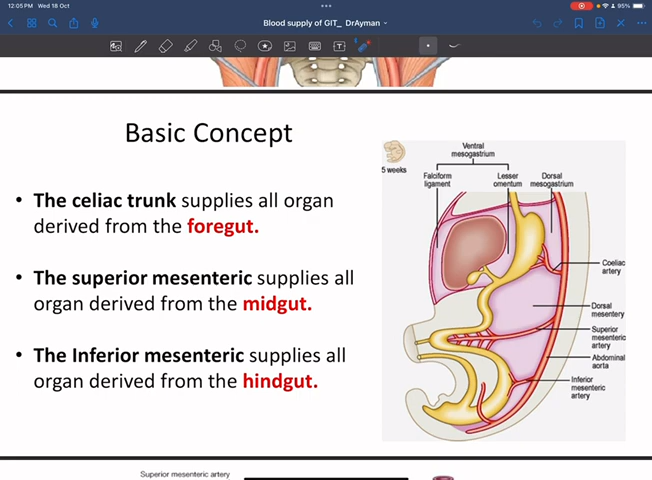 12:05 PM Wed 18 Oct
95%
Blood supply of GIT_ DrAyman
Basic Concept
• The celiac trunk supplies all organ
derived from the foregut.
• The superior mesenteric supplies all
organ derived from the midgut.
• The Inferior mesenteric supplies all
organ derived from the hindgut.
5 weeks
Ventral
mesogastrium
Falciform
ligament
Lesser
omentum
Dorsal
mesogastrium
Coeliac
artery
Dorsal
mesentery
Superior
mesenteric
artery
Abdominal
aorta
Inferior
mesenteric
artery
Superior mesenteric artery